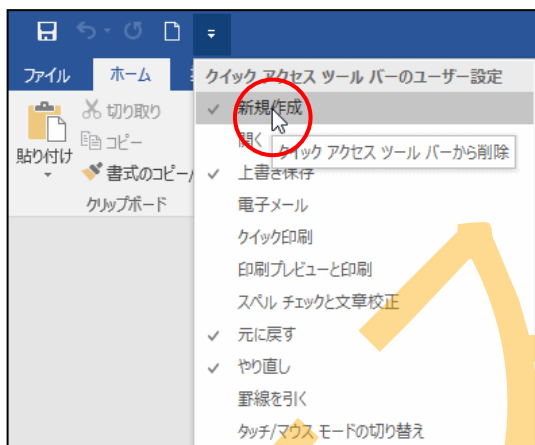 ファイル ホーム
クイック アクセス ツール バーのユーザー設定
切り取り
コピー
貼り付け
書式のコピー/
クリップボード
新規作成
開く
クイック アクセス ツール バーから削除
上書き保存
電子メール
クイック印刷
印刷プレビューと印刷
スペル チェックと文章校正
元に戻す
やり直し
罫線を引く
タッチ/マウス モードの切り替え